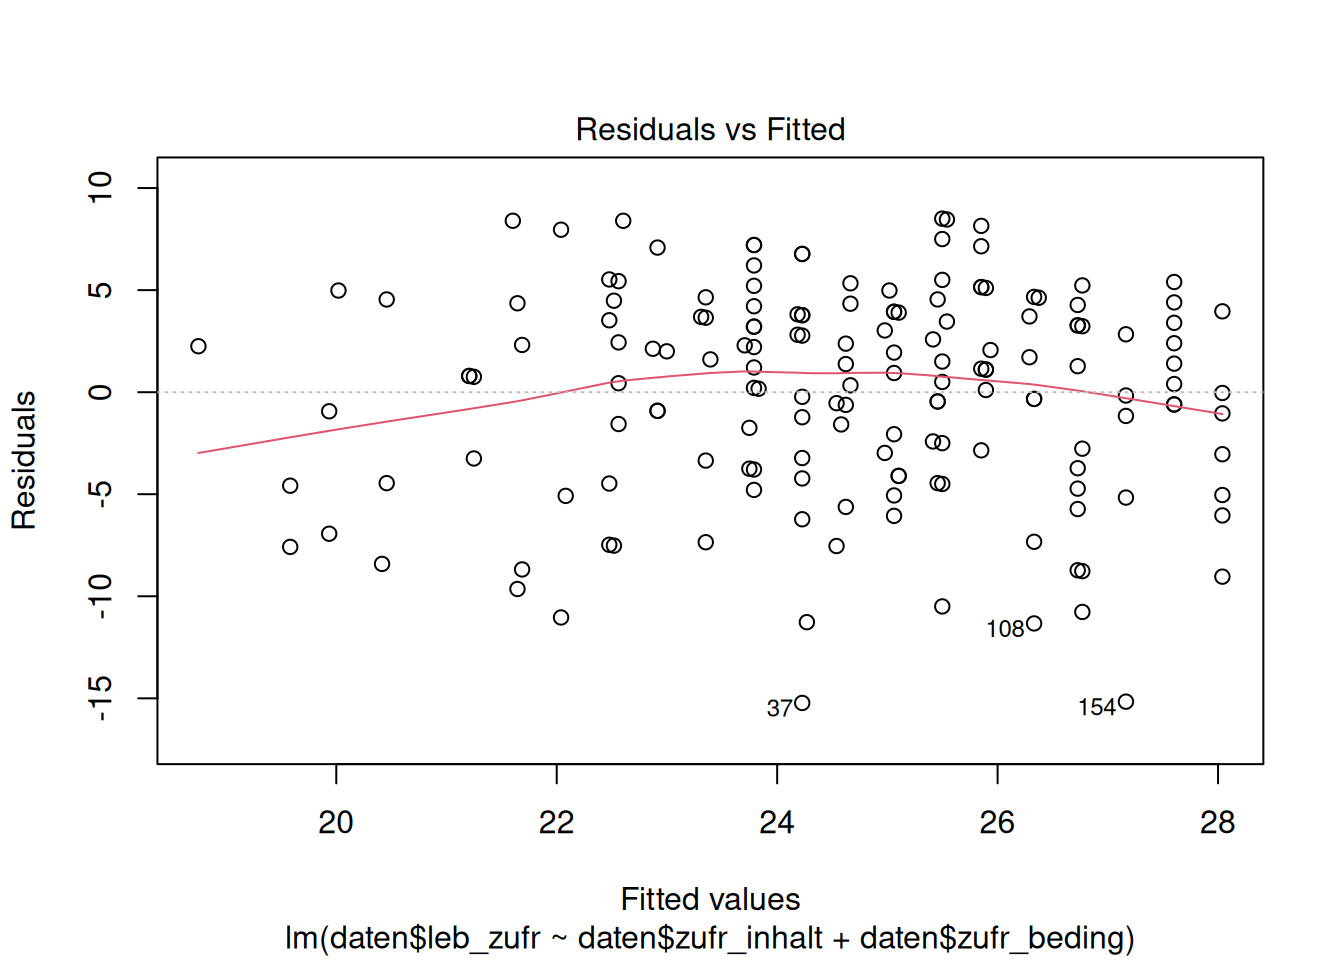 Residuals vs Fitted
Residuals
10
5
0
-5
-10
-15
108
37
154
20 22 24 26 28
Fitted values
lm(daten$leb_zufr ~ daten$zufr_inhalt + daten$zufr_beding)